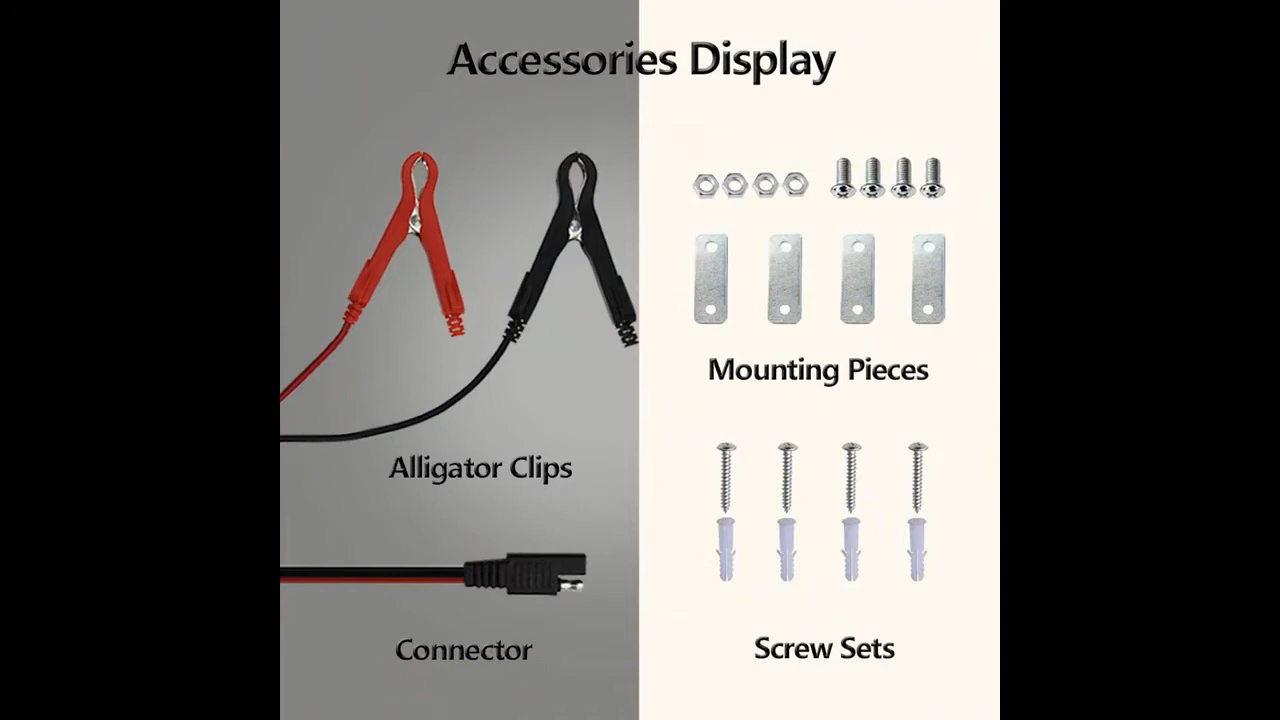 Accessories Display
Mounting Pieces
Alligator Clips
Connector
Screw Sets